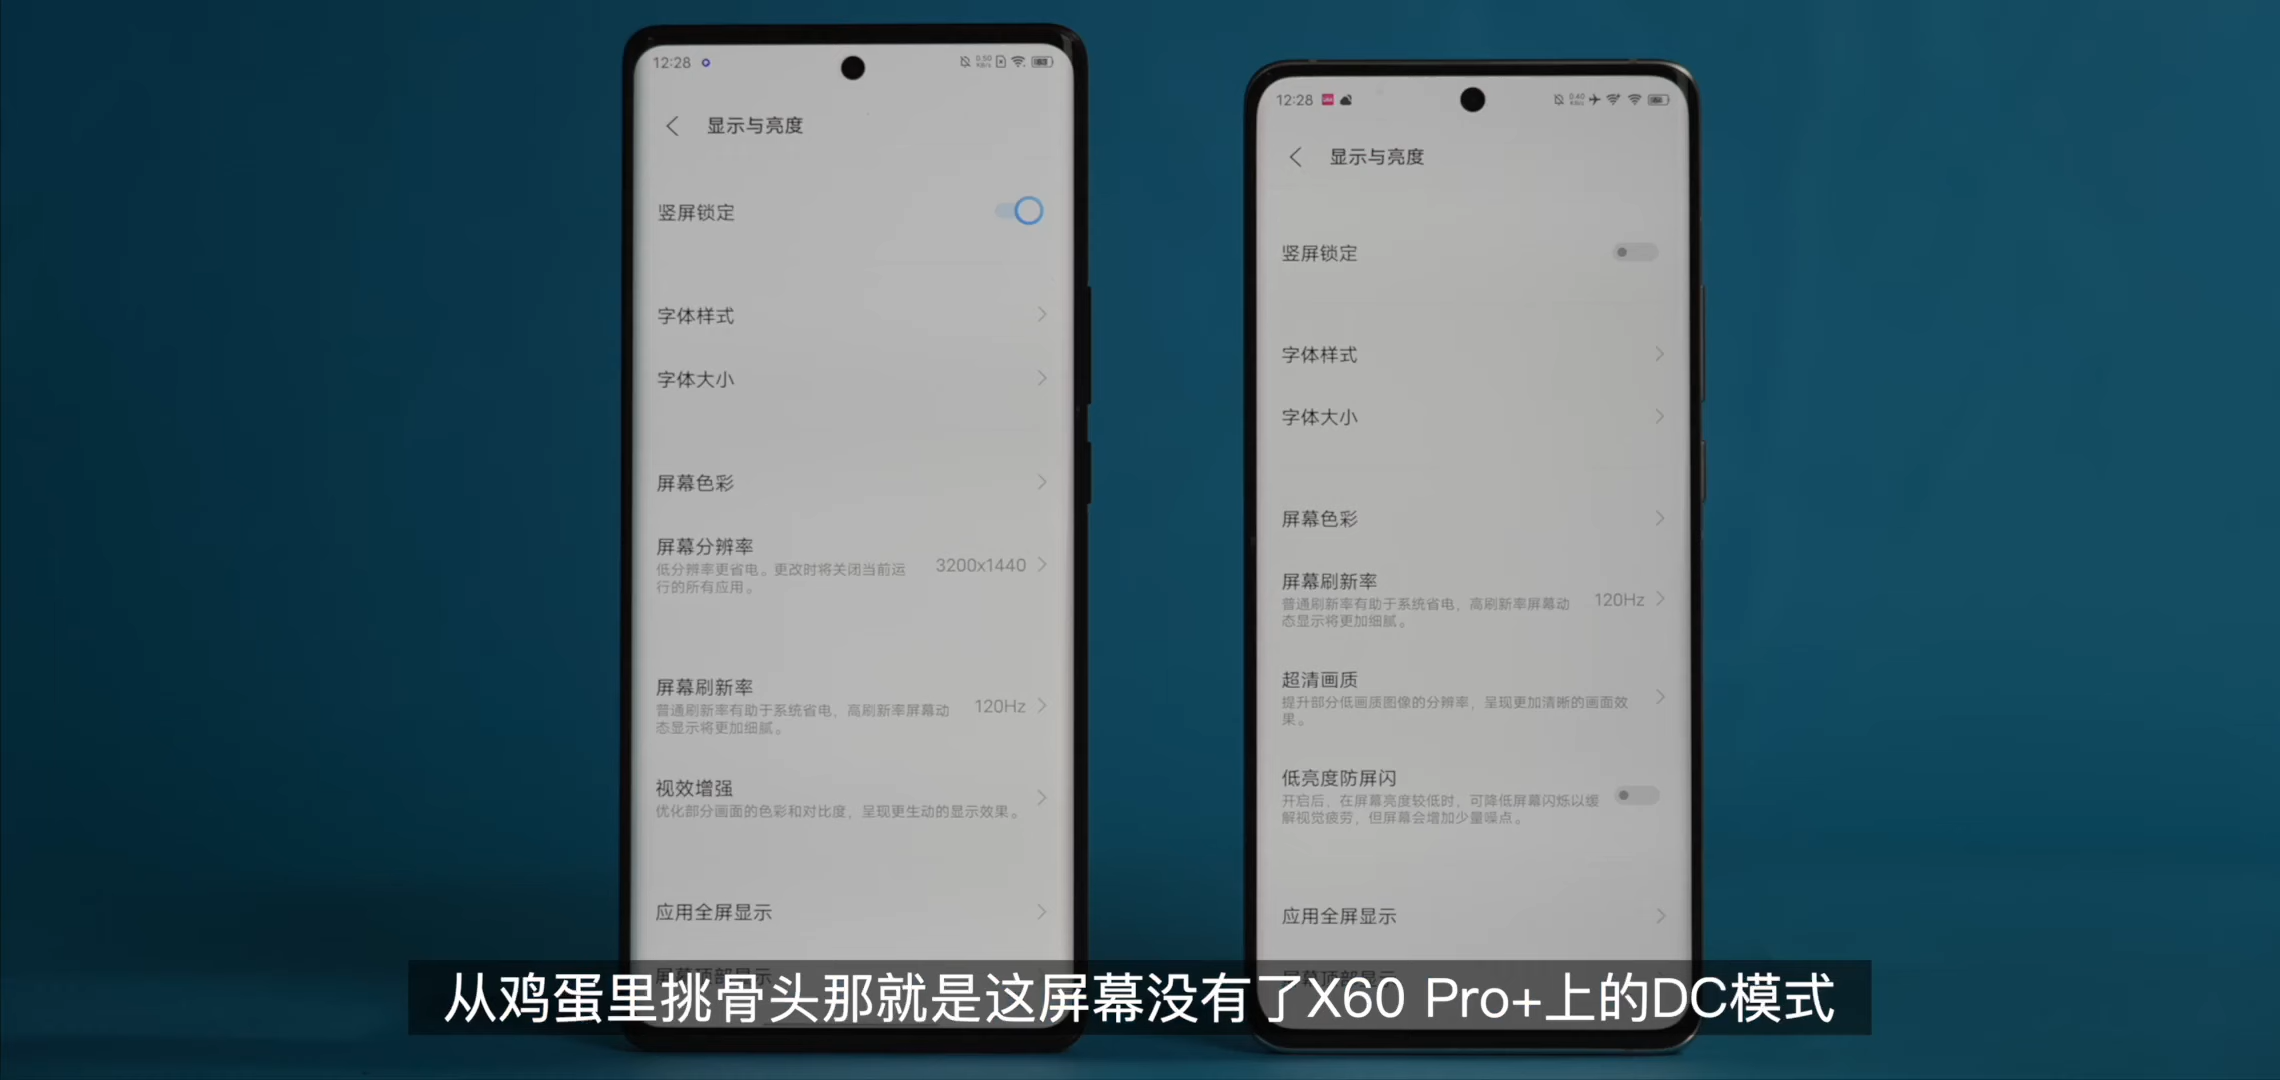 12:28
显示与亮度
竖屏锁定
字体样式
字体大小
屏幕色彩
屏幕分辨率
低分辨率更省电。更改时将关闭当前运
行的所有应用。
3200x1440
屏幕刷新率
普通刷新率有助于系统省电，高刷新率屏幕动
态显示将更加细腻。
120Hz
视效增强
优化部分画面的色彩和对比度，呈现更生动的显示效果。
应用全屏显示
12:28
显示与亮度
竖屏锁定
字体样式
字体大小
屏幕色彩
屏幕刷新率
普通刷新率有助于系统省电，高刷新率屏幕动
态显示将更加细腻。
120Hz
超清画质
提升部分低画质图像的分辨率，呈现更加清晰的画面效
果。
低亮度防屏闪
开启后，在屏幕亮度较低时，可降低屏幕闪烁以缓
解视觉疲劳，但屏幕会增加少量噪点。
应用全屏显示
从鸡蛋里挑骨头那就是这屏幕没有了X60 Pro+上的DC模式